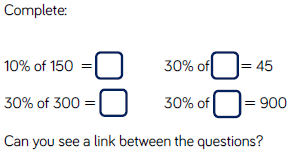 Complete:
10% of 150 = 30% of = 45
30% of 300 = 30% of = 900
Can you see a link between the questions?